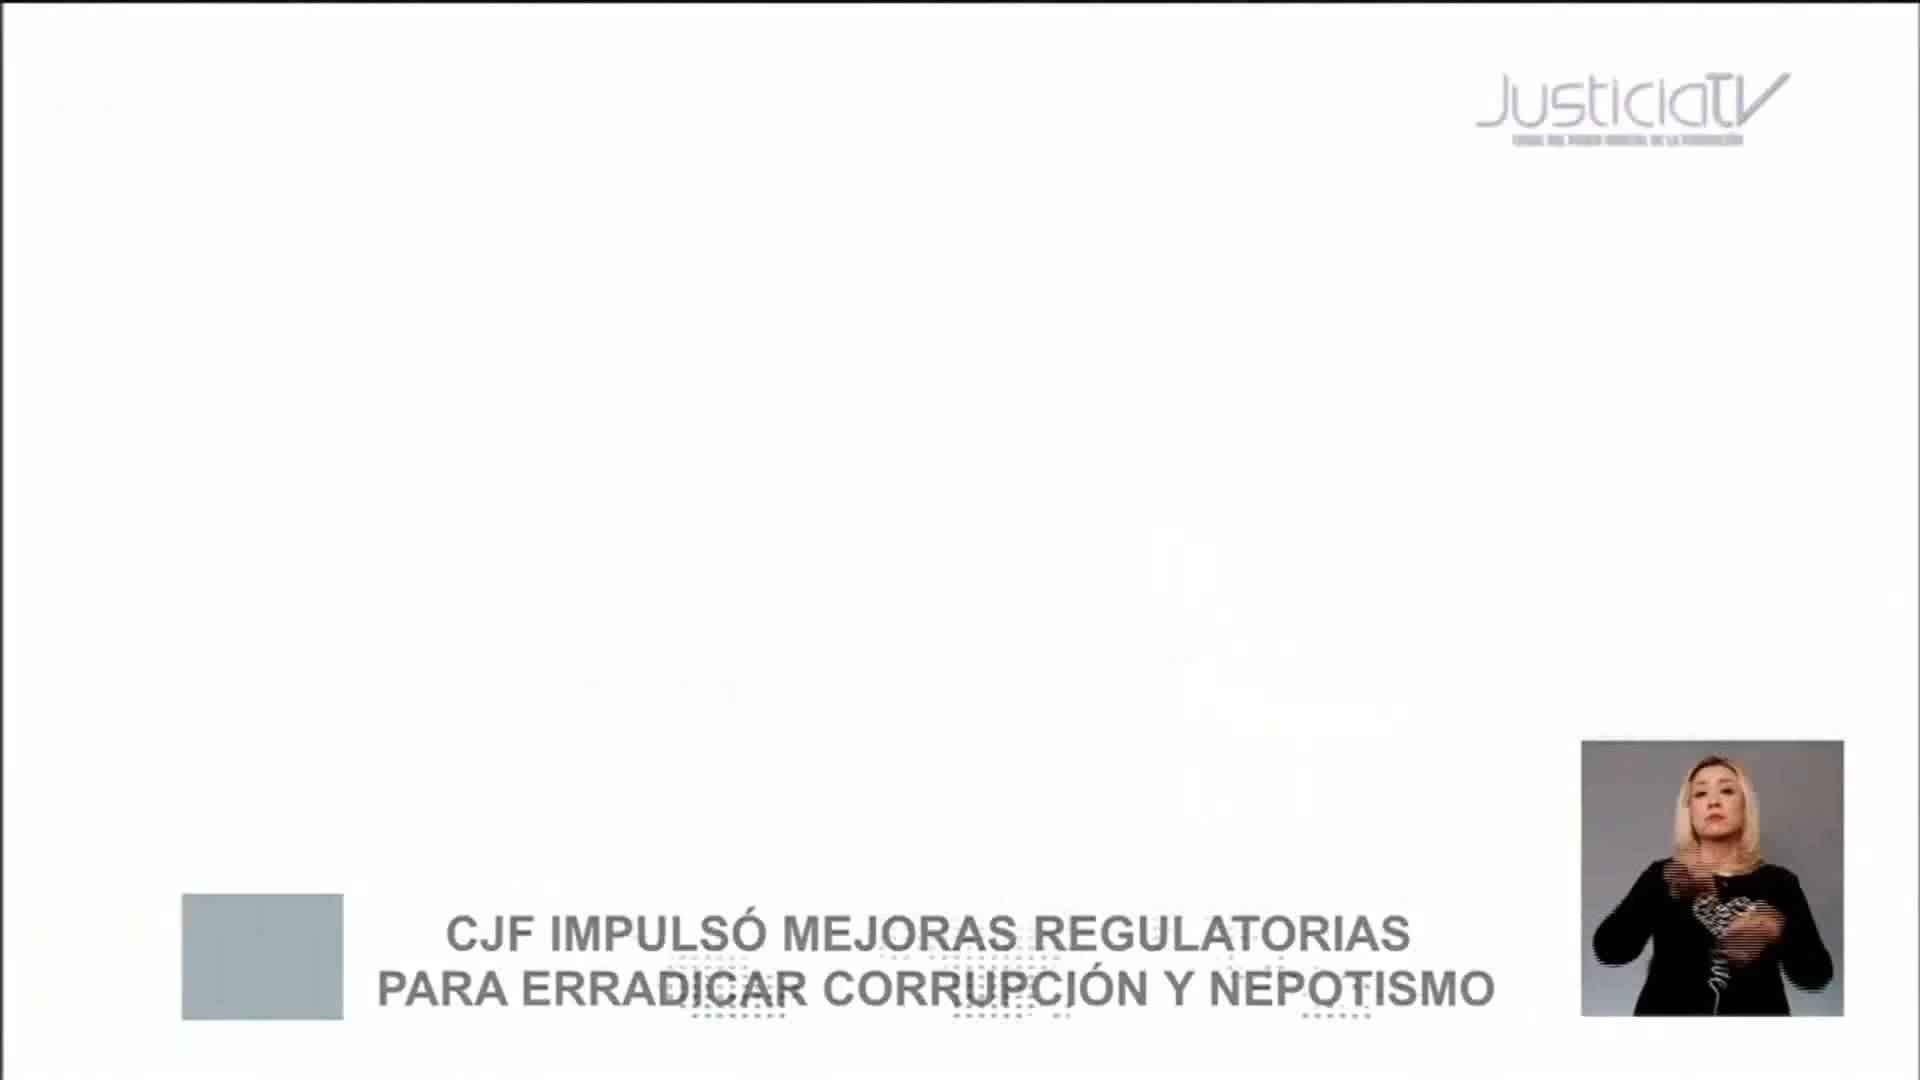 JusticiaTV
CJF IMPULSÓ MEJORAS REGULATORIAS
PARA ERRADICAR CORRUPCIÓN Y NEPOTISMO